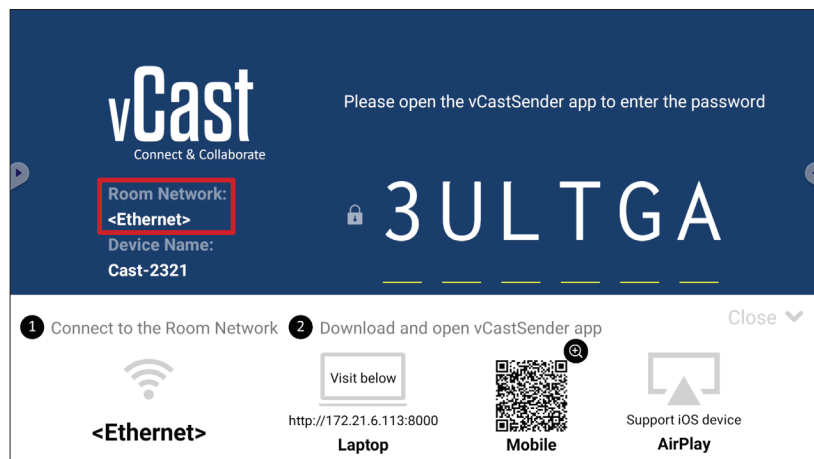 vCast
Connect & Collaborate
Please open the vCastSender app to enter the password
Room Network:
<Ethernet>
Device Name:
Cast-2321
3ULTGA
Close
1 Connect to the Room Network
2 Download and open vCastSender app
<Ethernet>
Visit below
http://172.21.6.113:8000
Laptop
Mobile
Support iOS device
AirPlay